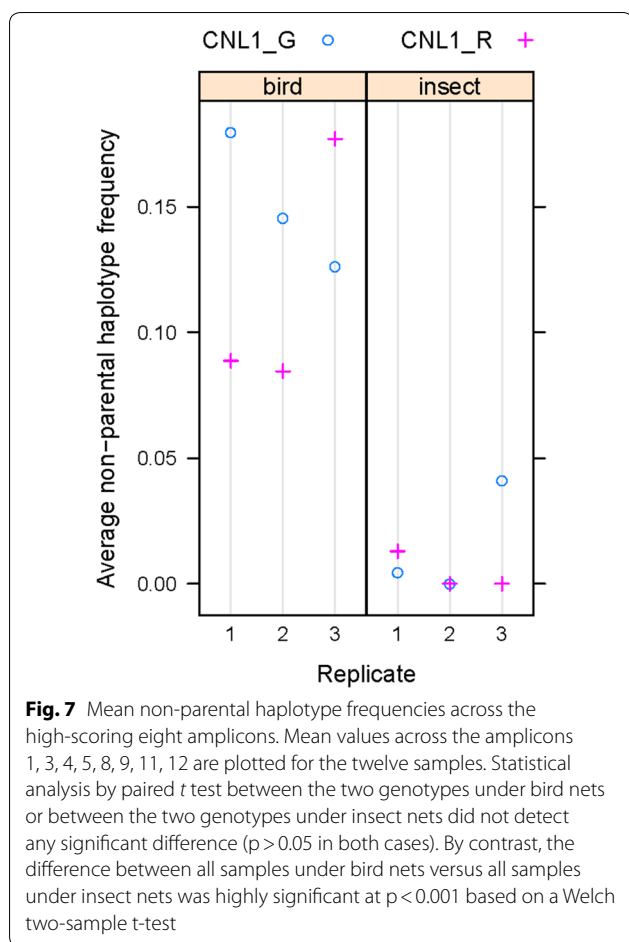 CNL1_G CNL1_R
bird insect
Average non-parental haplotype frequency
0.15
0.10
0.05
0.00
1 2 3 1 2 3
Replicate
Fig. 7 Mean non-parental haplotype frequencies across the
high-scoring eight amplicons. Mean values across the amplicons
1, 3, 4, 5, 8, 9, 11, 12 are plotted for the twelve samples. Statistical
analysis by paired t test between the two genotypes under bird nets
or between the two genotypes under insect nets did not detect
any significant difference (p > 0.05 in both cases). By contrast, the
difference between all samples under bird nets versus all samples
under insect nets was highly significant at p < 0.001 based on a Welch
two-sample t-test